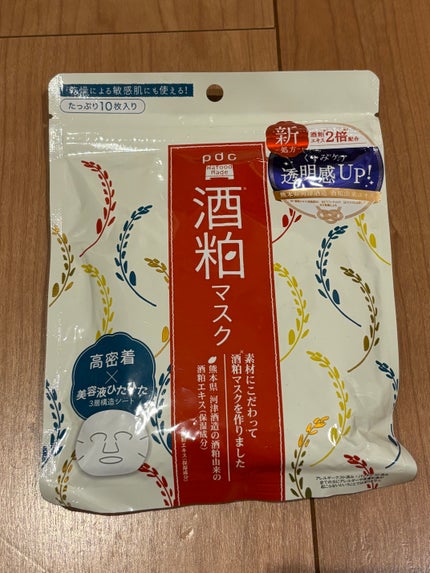 乾燥による敏感肌にも使える!
たっぷり10枚入り
新
処方
酒粕
エキス2倍配合
くすみケア
透明感UP!
pdc
Wafood
Made
酒粕
マスク
素材にこだわって
酒粕マスクを作りました
熊本県 河津酒造の酒粕由来の
酒粕エキス(保湿成分)
高密着
×
美容液ひたひた
3層構造シート